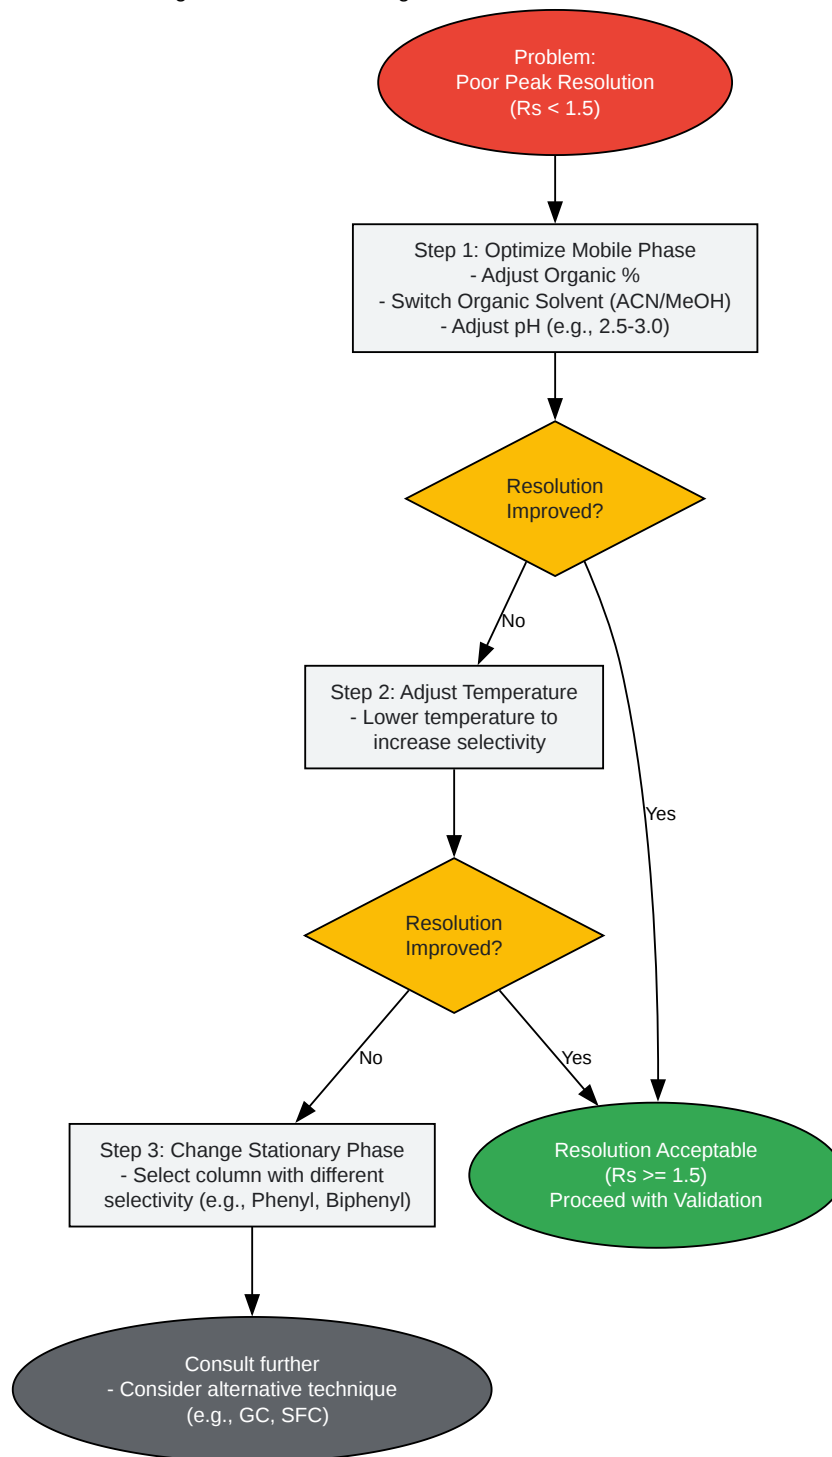 Problem:
Poor Peak Resolution
(Rs < 1.5)
Step 1: Optimize Mobile Phase
- Adjust Organic %
- Switch Organic Solvent (ACN/MeOH)
- Adjust pH (e.g., 2.5-3.0)
Resolution
Improved?
No
Step 2: Adjust Temperature
- Lower temperature to
increase selectivity
Yes
Resolution
Improved?
No
Yes
Step 3: Change Stationary Phase
- Select column with different
selectivity (e.g., Phenyl, Biphenyl)
Resolution Acceptable
(Rs >= 1.5)
Proceed with Validation
Consult further
- Consider alternative technique
(e.g., GC, SFC)